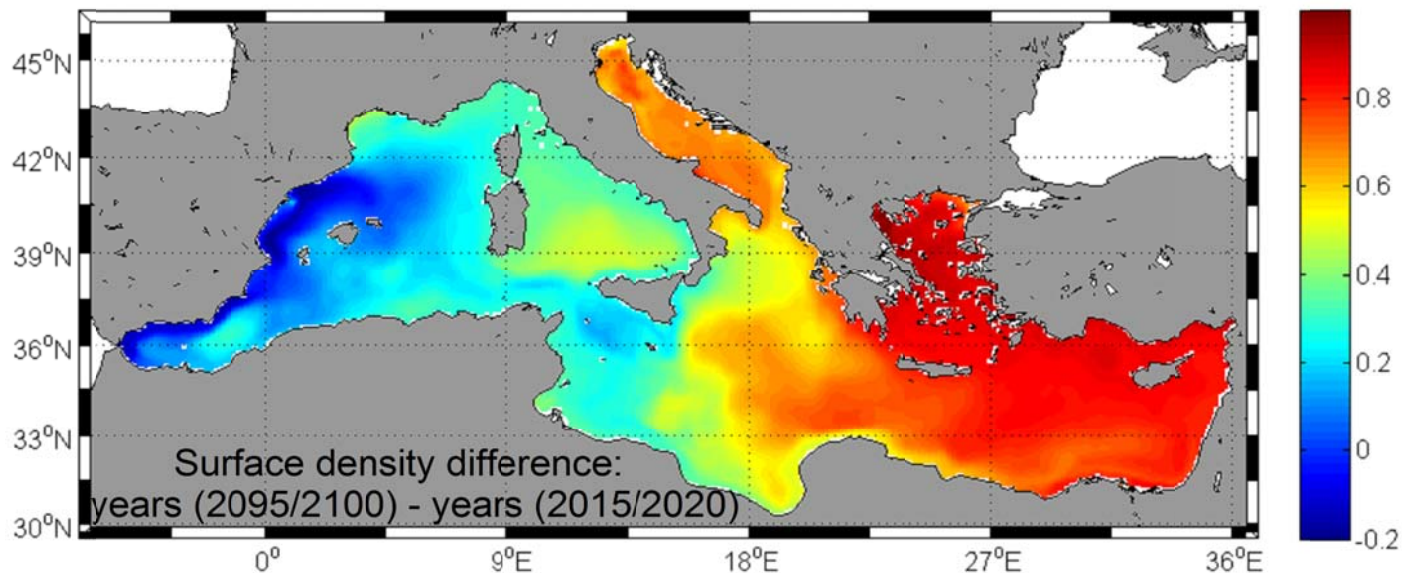 45°N
42°N
39°N
36°N
33°N
30°N
Surface density difference:
years (2095/2100) - years (2015/2020)
0° 9°E 18°E 27°E 36°E
0.8
0.6
0.4
0.2
0
-0.2